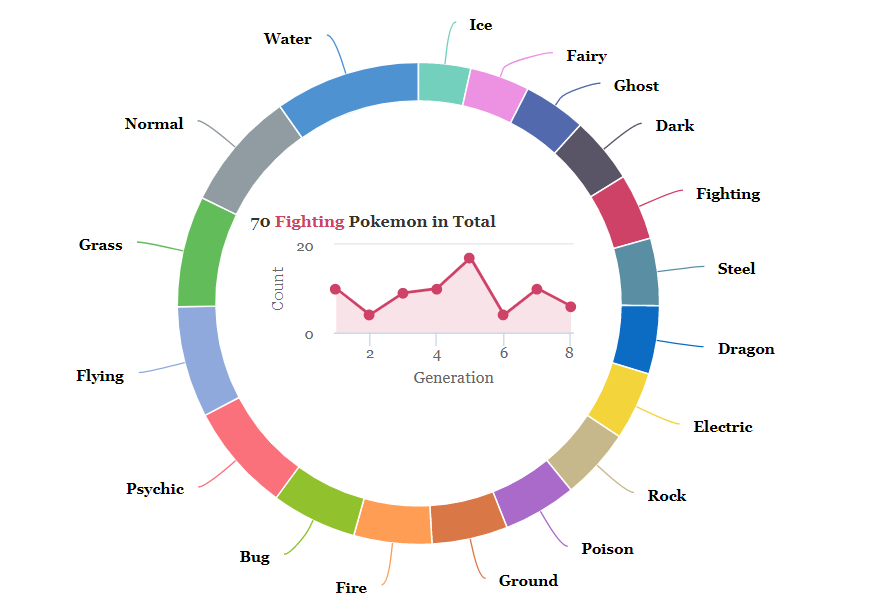 Ice
Water
Fairy
Ghost
Normal
Dark
Fighting
70 Fighting Pokemon in Total
Grass
20
Steel
Count
0
2 4 6 8
Dragon
Flying
Generation
Electric
Psychic
Rock
Poison
Bug
Ground
Fire